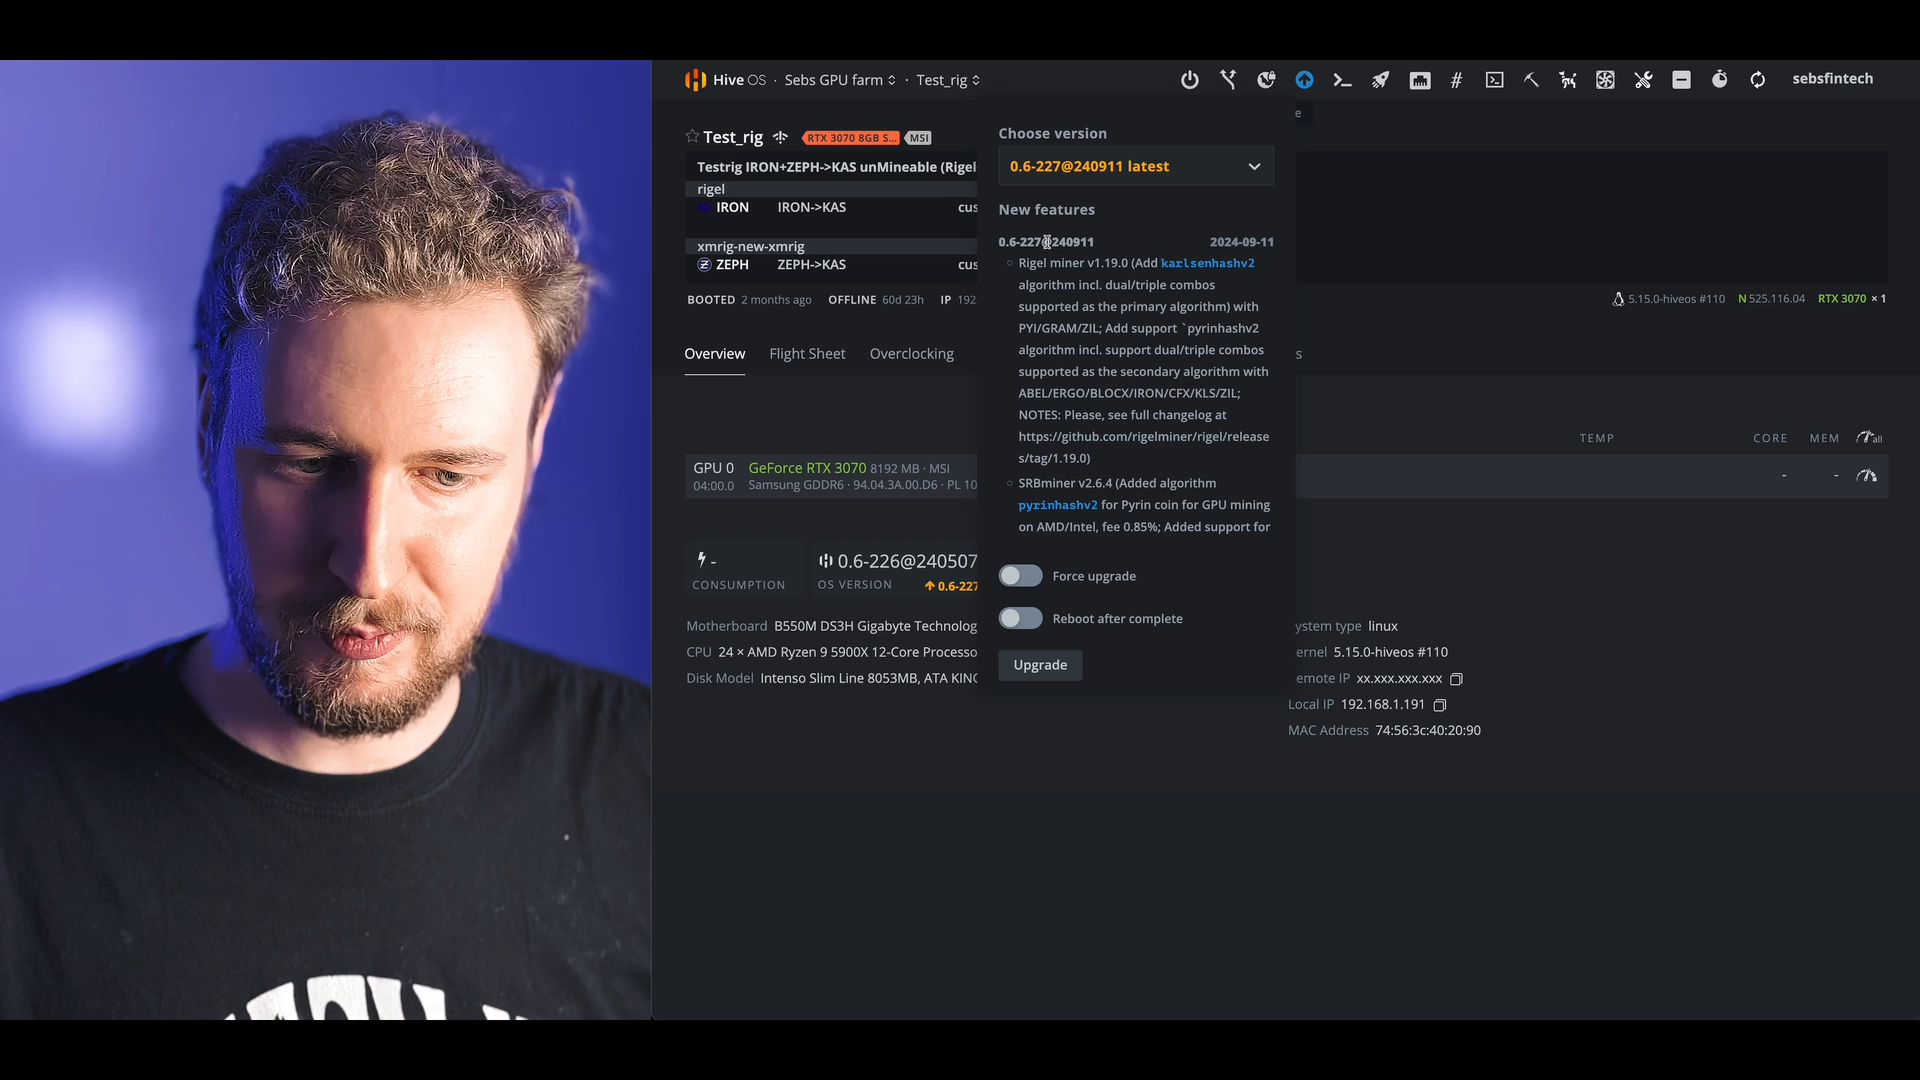 Hive OS · Sebs GPU farm · Test_rig
# sebsfintech
Test_rig RTX 3070 8GB S... MSI
Testrig IRON+ZEPH->KAS unMineable (Rigel
rigel
IRON IRON->KAS cus
xmrig-new-xmrig
ZEPH ZEPH->KAS cus
BOOTED 2 months ago OFFLINE 60d 23h IP 192
5.15.0-hiveos #110 N 525.116.04 RTX 3070 × 1
Overview Flight Sheet Overclocking
s
e
Choose version
0.6-227@240911 latest
New features
0.6-227@240911 2024-09-11
Rigel miner v1.19.0 (Add karlsenhashv2
algorithm incl. dual/triple combos
supported as the primary algorithm) with
PYI/GRAM/ZIL; Add support `pyrinhashv2
algorithm incl. support dual/triple combos
supported as the secondary algorithm with
ABEL/ERGO/BLOCX/IRON/CFX/KLS/ZIL;
NOTES: Please, see full changelog at
https://github.com/rigelminer/rigel/release
s/tag/1.19.0)
SRBminer v2.6.4 (Added algorithm
pyrinhashv2 for Pyrin coin for GPU mining
on AMD/Intel, fee 0.85%; Added support for
Force upgrade
Reboot after complete
Upgrade
TEMP CORE MEM all
GPU 0 GeForce RTX 3070 8192 MB · MSI - -
04:00.0 Samsung GDDR6 · 94.04.3A.00.D6 · PL 10
- 0.6-226@240507
CONSUMPTION OS VERSION 0.6-227
Motherboard B550M DS3H Gigabyte Technolog
CPU 24 × AMD Ryzen 9 5900X 12-Core Processo
Disk Model Intenso Slim Line 8053MB, ATA KING
ystem type linux
ernel 5.15.0-hiveos #110
emote IP xx.xxx.xxx.xxx
Local IP 192.168.1.191
MAC Address 74:56:3c:40:20:90